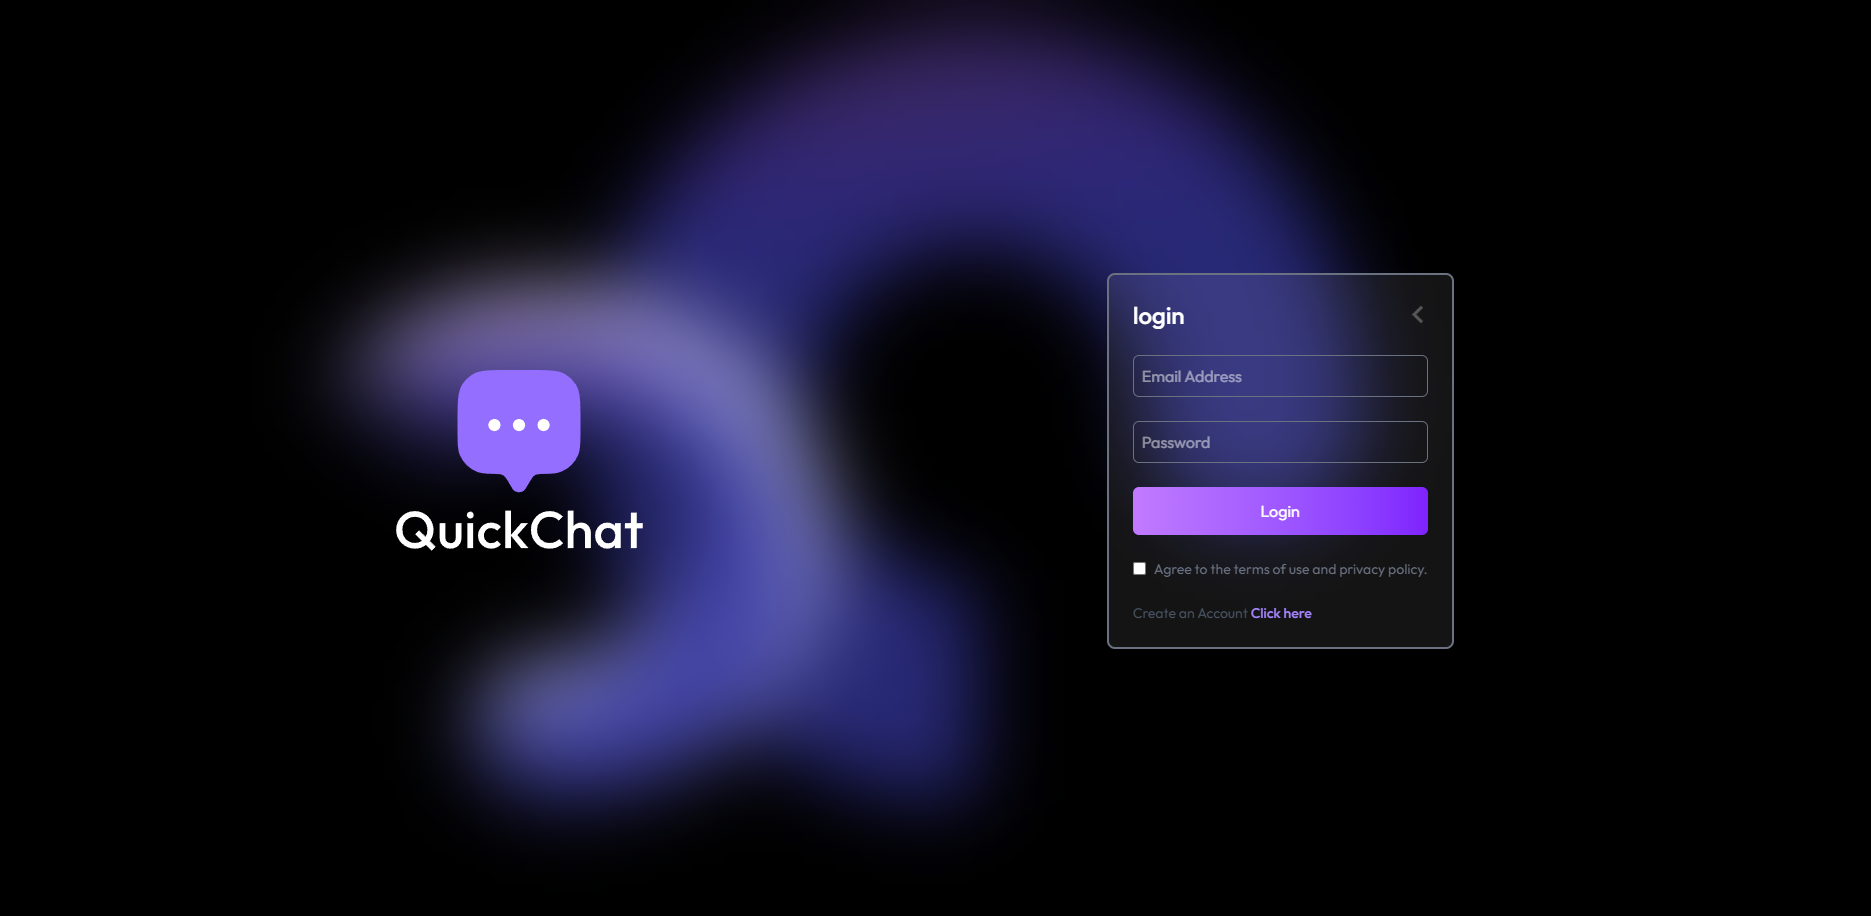 QuickChat
login
Email Address
Password
Login
Agree to the terms of use and privacy policy.
Create an Account Click here